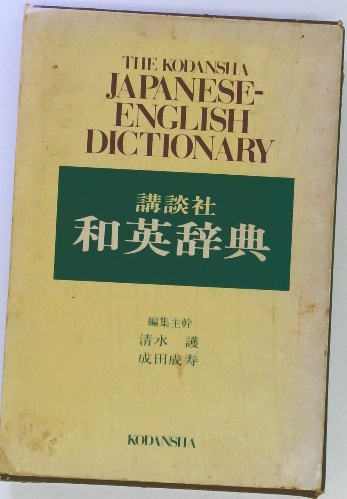 THE KODANSHA
JAPANESE-
ENGLISH
DICTIONARY
講談社
和英辞典
編集主幹
清水 護
成田成寿
KODANSHA